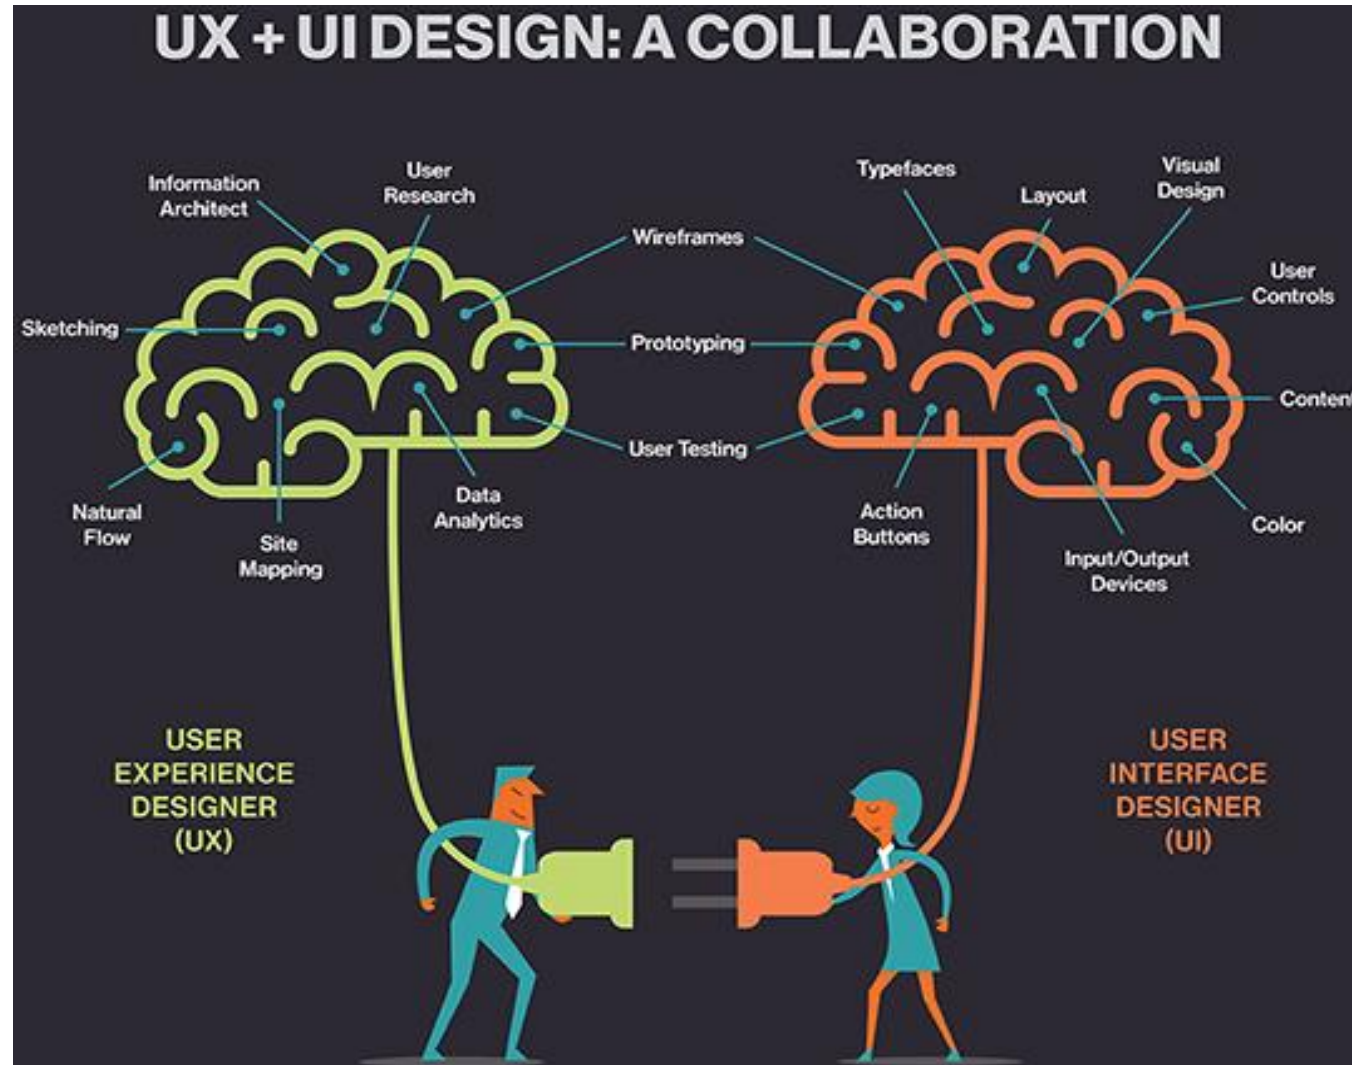 UX + UI DESIGN: A COLLABORATION
Information
Architect
User
Research
Sketching
Natural
Flow
Site
Mapping
Data
Analytics
Wireframes
Prototyping
User Testing
Typefaces
Layout
Visual
Design
User
Controls
Content
Color
Action
Buttons
Input/Output
Devices
USER
EXPERIENCE
DESIGNER
(UX)
USER
INTERFACE
DESIGNER
(UI)